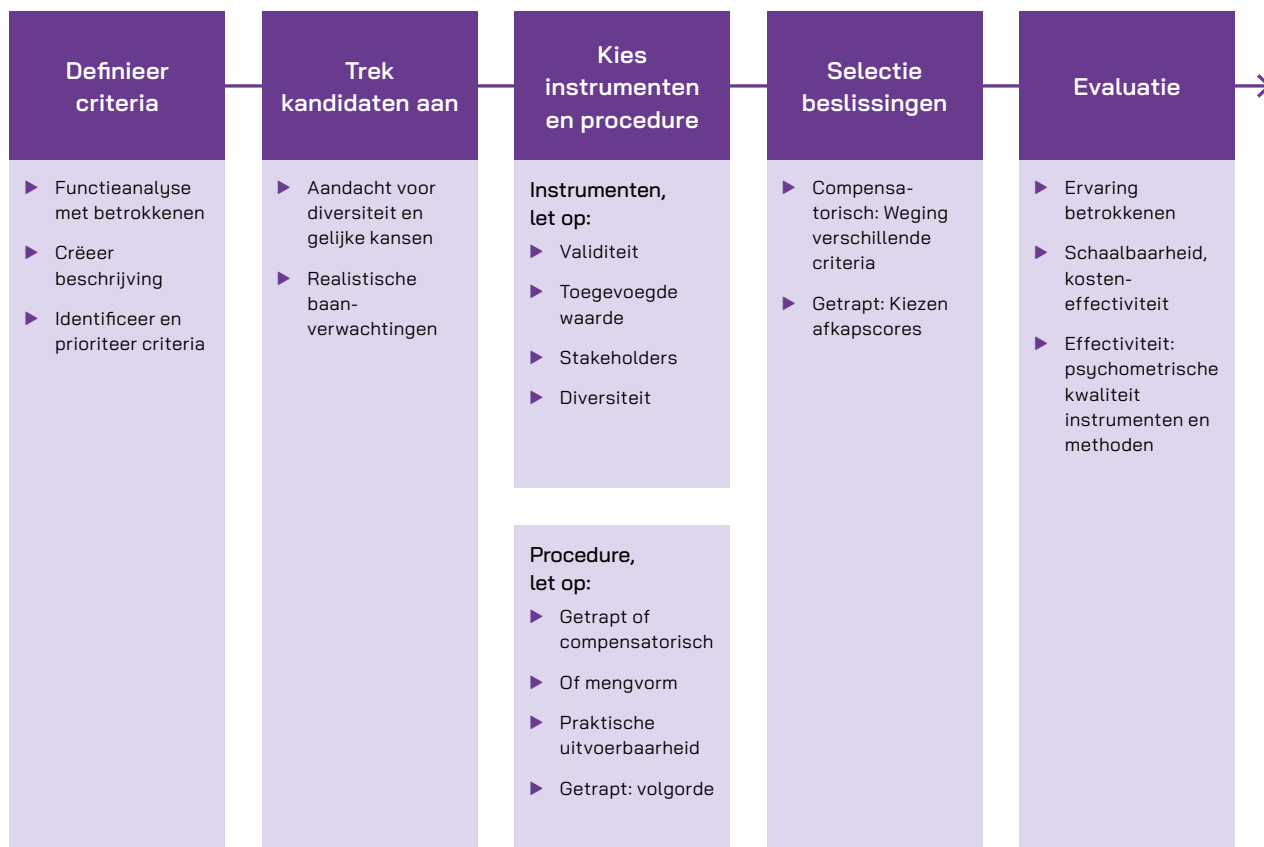 Definieer
criteria
Functieanalyse
met betrokkenen
Crëeer
beschrijving
Identificeer en
prioriteer criteria
Trek
kandidaten aan
Aandacht voor
diversiteit en
gelijke kansen
Realistische
baan-
verwachtingen
Kies
instrumenten
en procedure
Instrumenten,
let op:
Validiteit
Toegevoegde
waarde
Stakeholders
Diversiteit
Procedure,
let op:
Getrapt of
compensatorisch
Of mengvorm
Praktische
uitvoerbaarheid
Getrapt: volgorde
Selectie
beslissingen
Compensa-
torisch: Weging
verschillende
criteria
Getrapt: Kiezen
afkapscores
Evaluatie
Ervaring
betrokkenen
Schaalbaarheid,
kosten-
effectiviteit
Effectiviteit:
psychometrische
kwaliteit
instrumenten en
methoden